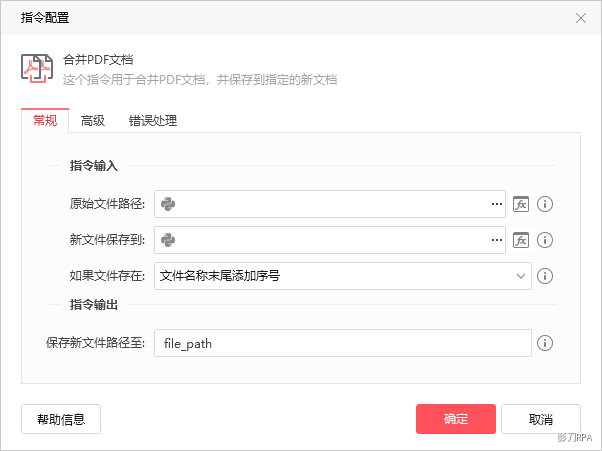 指令配置
合并PDF文档
这个指令用于合并PDF文档，并保存到指定的新文档
常规 高级 错误处理
指令输入
原始文件路径:
新文件保存到:
如果文件存在: 文件名称末尾添加序号
指令输出
保存新文件路径至: file_path
帮助信息 确定 取消
影刀RPA